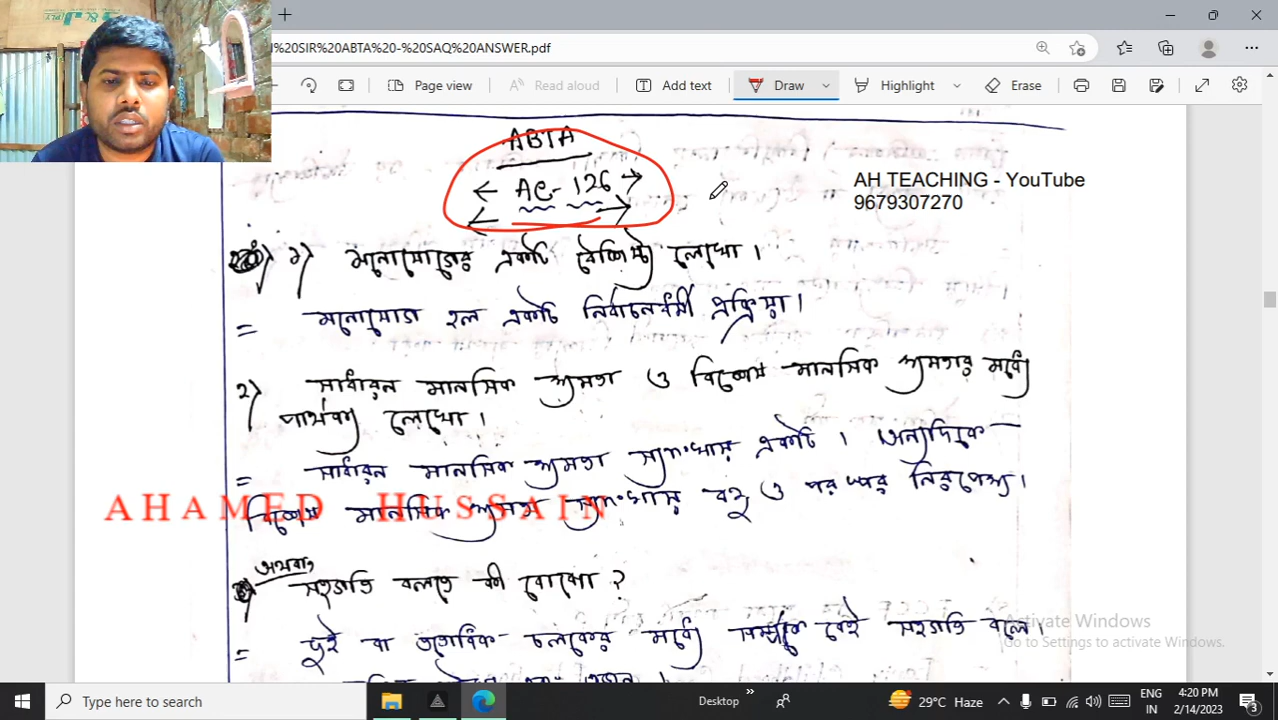 l%20SIR%20ABTA%20-%20SAQ%20ANSWER.pdf
Page view
Read aloud
Add text
Draw
Highlight
Erase
ABTA
AC-126
AH TEACHING - YouTube
9679307270
১) মনোযোগের একটি বৈশিষ্ট্য লেখো।
= মনোযোগ হল একটি নির্বাচনধর্মী প্রক্রিয়া।
২) সাধারন মানসিক ক্ষমতা ও বিশেষ মানসিক ক্ষমতার মধ্যে
পার্থক্য লেখো।
= সাধারন মানসিক ক্ষমতা সংখ্যায় একটি। অন্যদিকে
বিশেষ মানসিক ক্ষমতা সংখ্যায় বহু ও পরস্পর নিরপেক্ষ।
AHAMED HUSSAIN
অথবা
সহগতি বলতে কী বোঝো?
= দুই বা ততোধিক চলকের মধ্যে সম্পর্ককেই সহগতি বলে।
Activate Windows
Go to Settings to activate Windows.
Type here to search
Desktop
29°C Haze
ENG
IN
4:20 PM
2/14/2023
3